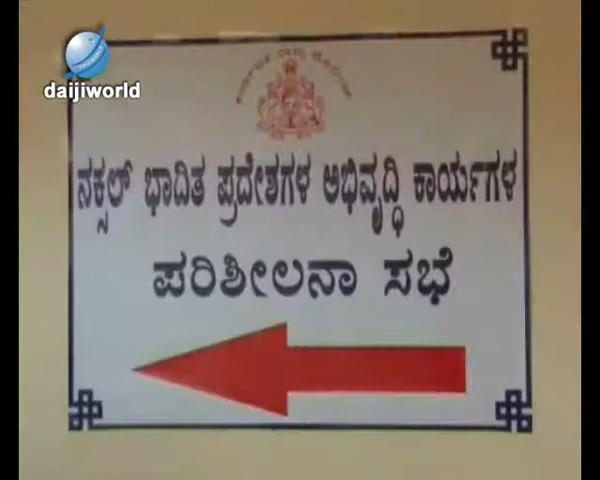 daijiworld
ನಕ್ಸಲ್ ಭಾದಿತ ಪ್ರದೇಶಗಳ ಅಭಿವೃದ್ಧಿ ಕಾರ್ಯಗಳ
ಪರಿಶೀಲನಾ ಸಭೆ